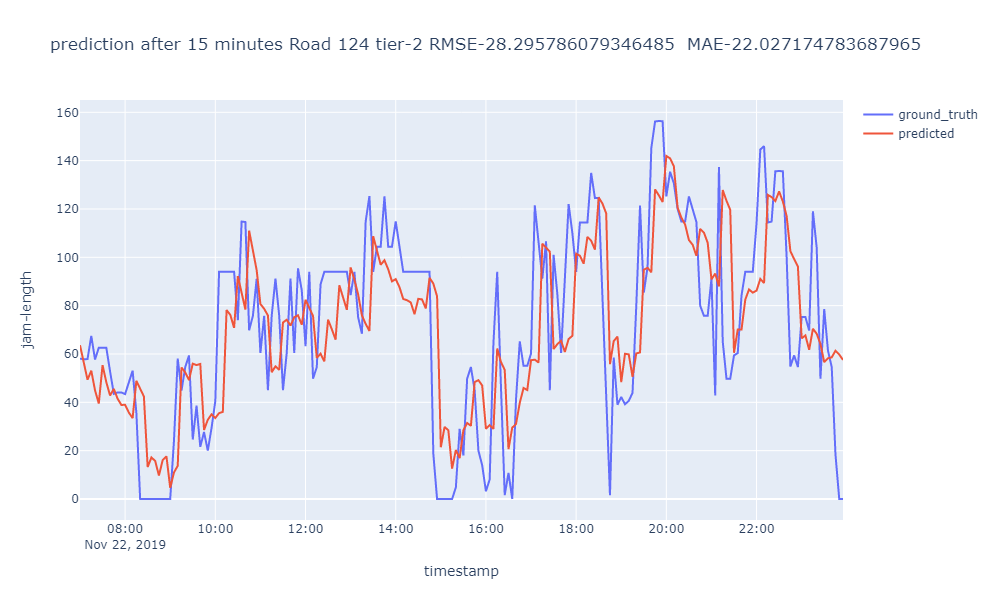 prediction after 15 minutes Road 124 tier-2 RMSE-28.295786079346485  MAE-22.027174783687965
160
140
120
100
80
60
40
20
0
jam-length
08:00 10:00 12:00 14:00 16:00 18:00 20:00 22:00
Nov 22, 2019
timestamp
ground_truth
predicted